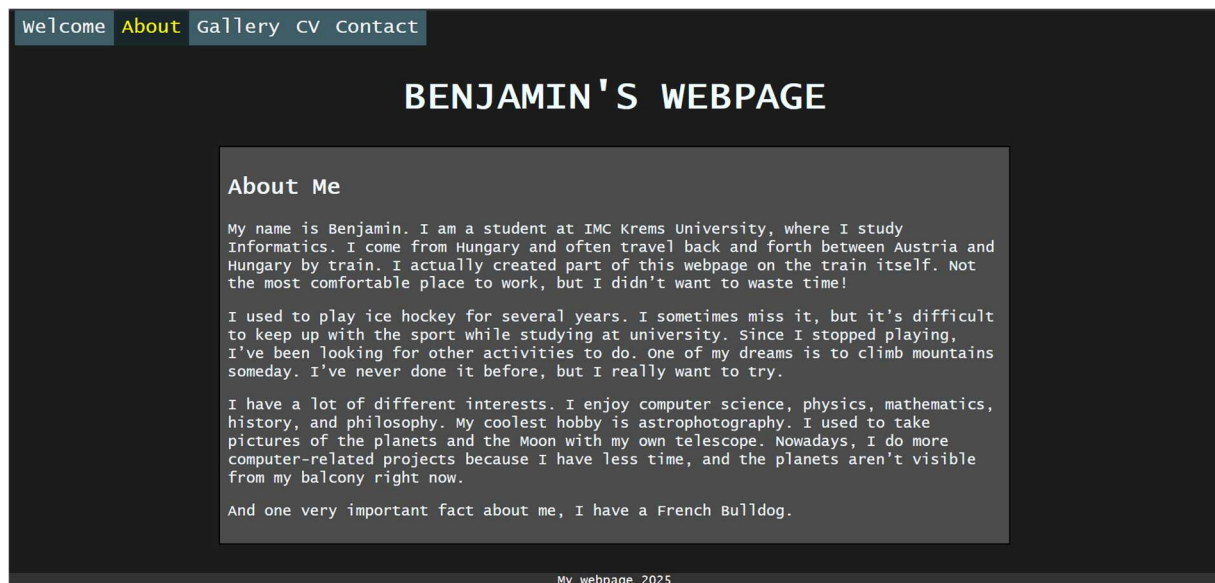 Welcome About Gallery CV Contact
BENJAMIN'S WEBPAGE
About Me
My name is Benjamin. I am a student at IMC Krems University, where I study
Informatics. I come from Hungary and often travel back and forth between Austria and
Hungary by train. I actually created part of this webpage on the train itself. Not
the most comfortable place to work, but I didn’t want to waste time!
I used to play ice hockey for several years. I sometimes miss it, but it’s difficult
to keep up with the sport while studying at university. Since I stopped playing,
I’ve been looking for other activities to do. One of my dreams is to climb mountains
someday. I’ve never done it before, but I really want to try.
I have a lot of different interests. I enjoy computer science, physics, mathematics,
history, and philosophy. My coolest hobby is astrophotography. I used to take
pictures of the planets and the Moon with my own telescope. Nowadays, I do more
computer-related projects because I have less time, and the planets aren’t visible
from my balcony right now.
And one very important fact about me, I have a French Bulldog.
My webpage 2025